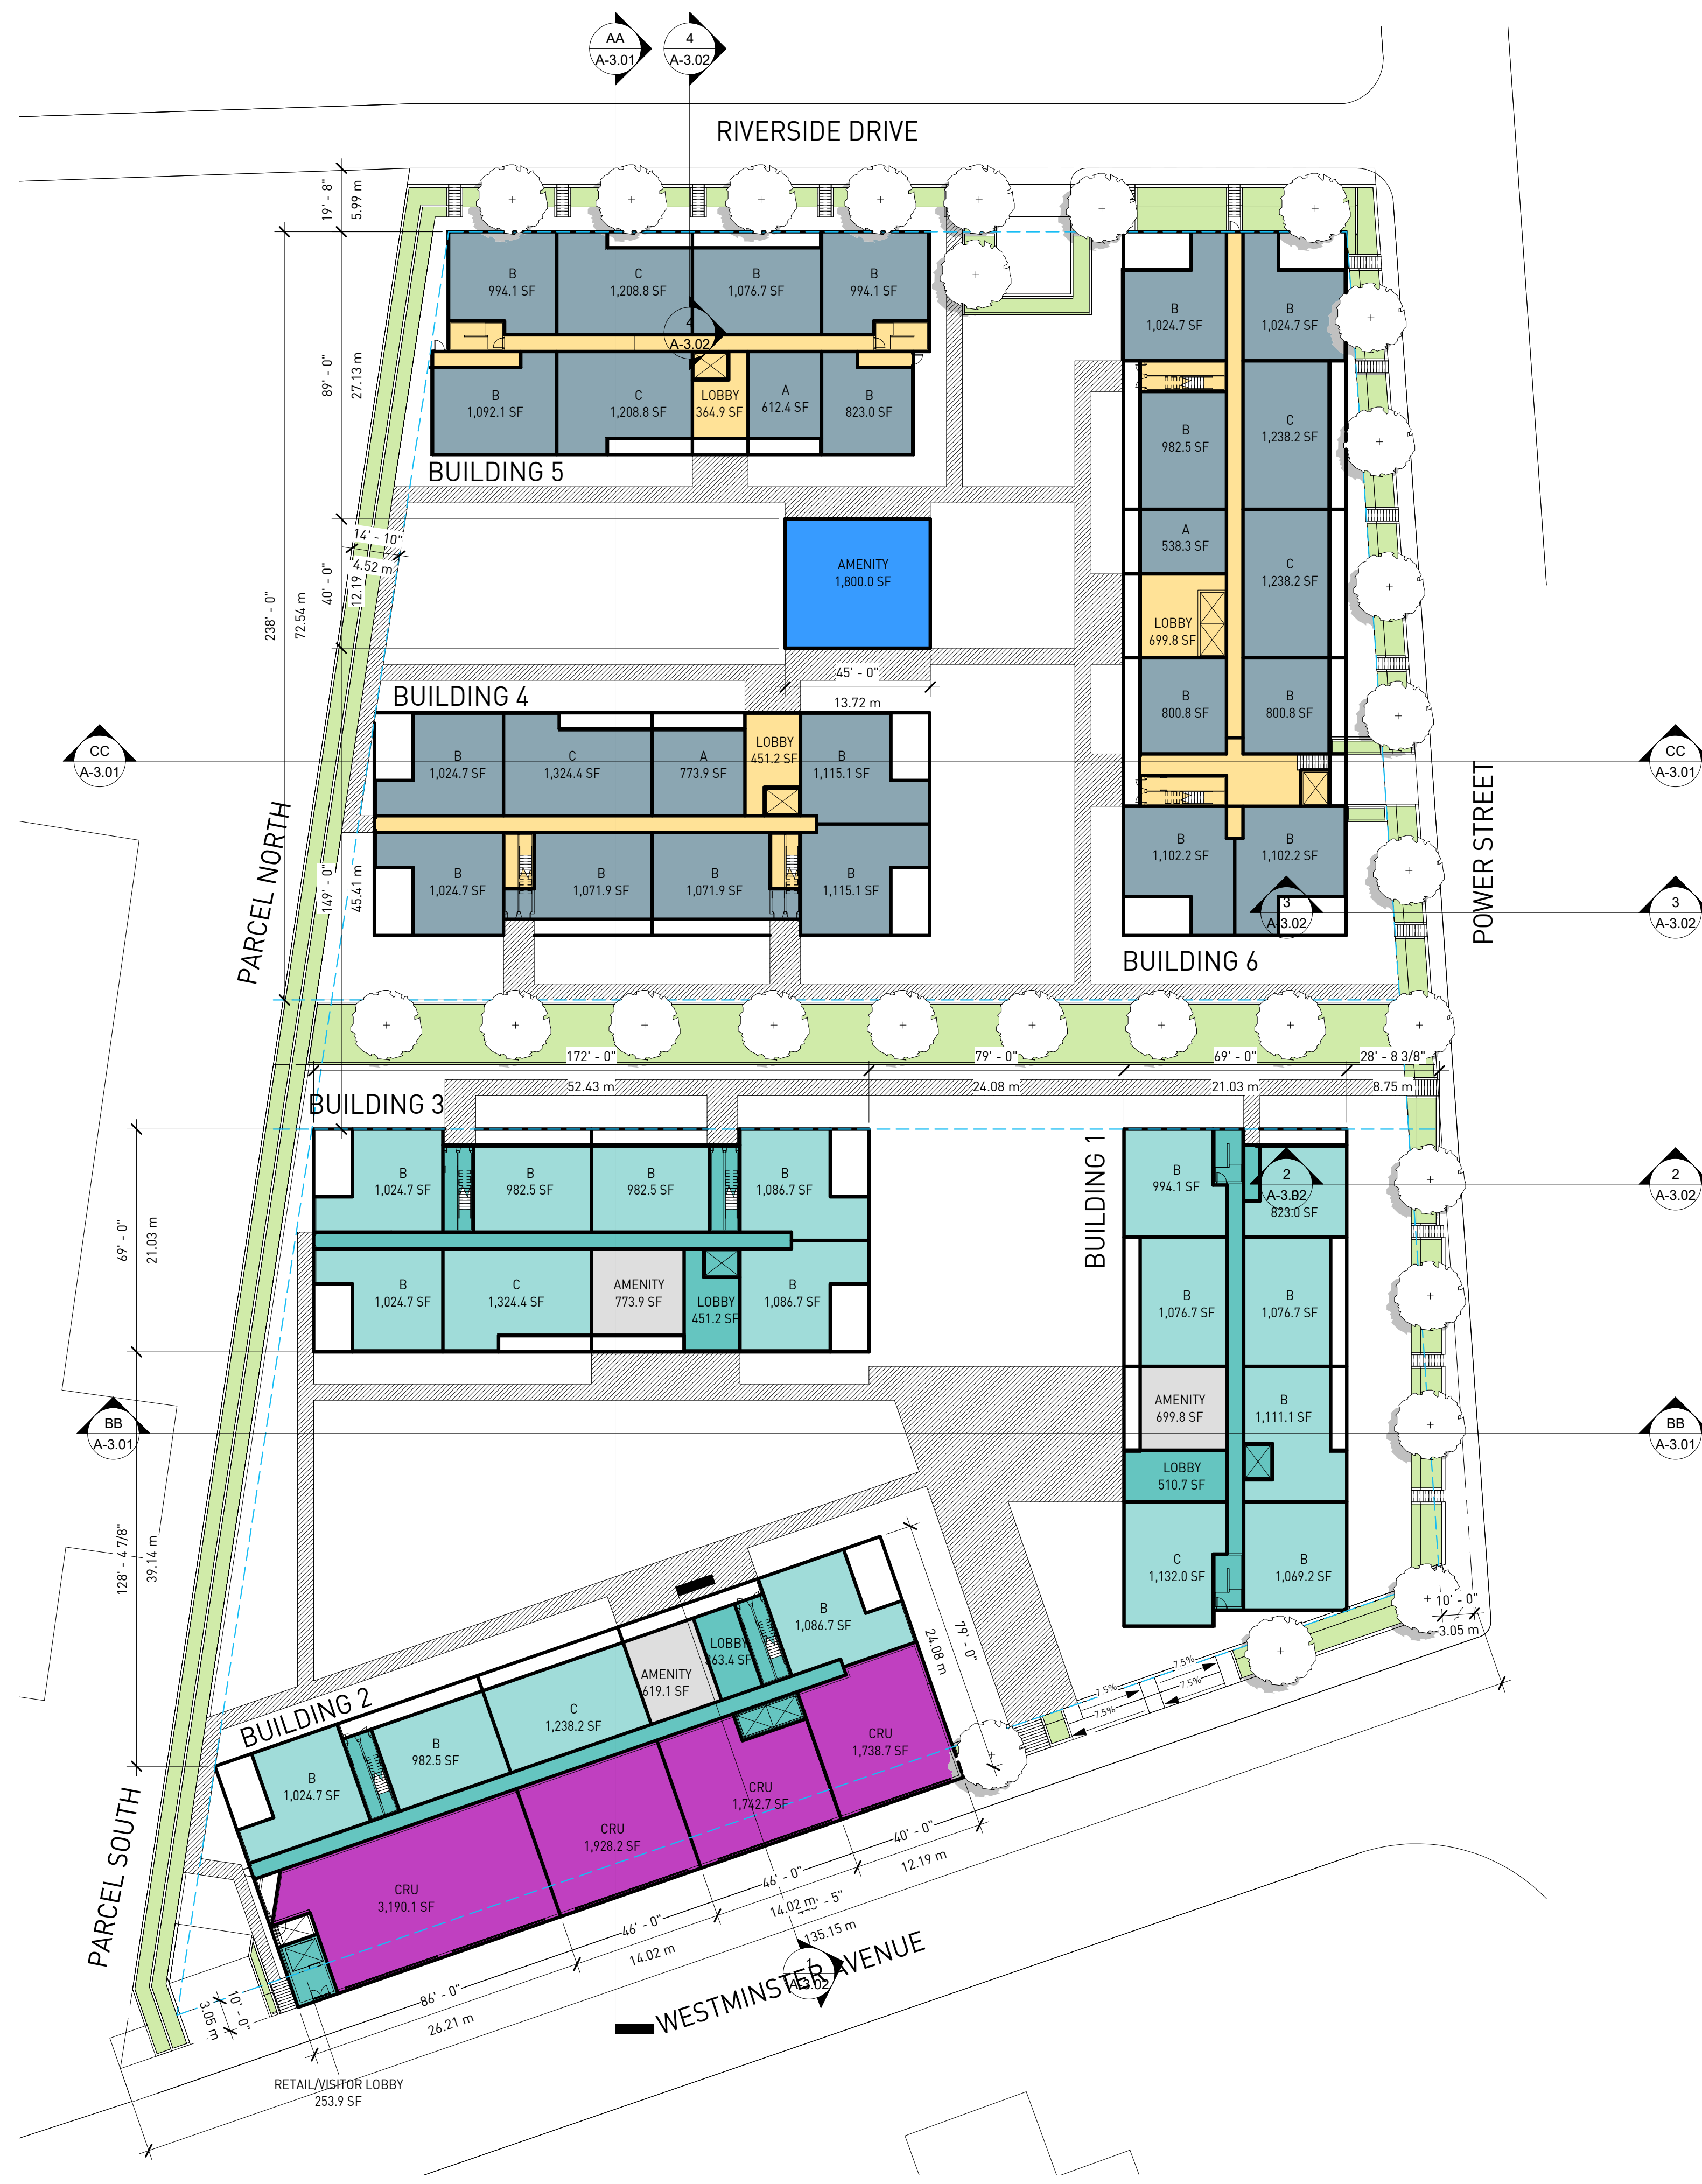 AA
A-3.01
4
A-3.02
RIVERSIDE DRIVE
19' - 8"
5.99 m
B
994.1 SF
C
1,208.8 SF
B
1,076.7 SF
B
994.1 SF
4
A-3.02
B
1,092.1 SF
C
1,208.8 SF
LOBBY
364.9 SF
A
612.4 SF
B
823.0 SF
BUILDING 5
89' - 0"
27.13 m
B
1,024.7 SF
B
1,024.7 SF
B
982.5 SF
C
1,238.2 SF
A
538.3 SF
C
1,238.2 SF
LOBBY
699.8 SF
B
800.8 SF
B
800.8 SF
B
1,102.2 SF
B
1,102.2 SF
3
A-3.02
BUILDING 6
14' - 10"
4.52 m
40' - 0"
12.19
238' - 0"
72.54 m
AMENITY
1,800.0 SF
45' - 0"
13.72 m
BUILDING 4
CC
A-3.01
CC
A-3.01
B
1,024.7 SF
C
1,324.4 SF
A
773.9 SF
LOBBY
451.2 SF
B
1,115.1 SF
B
1,024.7 SF
B
1,071.9 SF
B
1,071.9 SF
B
1,115.1 SF
PARCEL NORTH
149' - 0"
45.41 m
POWER STREET
3
A-3.02
172' - 0"
52.43 m
79' - 0"
24.08 m
69' - 0"
21.03 m
28' - 8 3/8"
8.75 m
BUILDING 3
B
1,024.7 SF
B
982.5 SF
B
982.5 SF
B
1,086.7 SF
B
1,024.7 SF
C
1,324.4 SF
AMENITY
773.9 SF
LOBBY
451.2 SF
B
1,086.7 SF
69' - 0"
21.03 m
BUILDING 1
B
994.1 SF
2
A-3.02
B
823.0 SF
2
A-3.02
B
1,076.7 SF
B
1,076.7 SF
AMENITY
699.8 SF
B
1,111.1 SF
LOBBY
510.7 SF
C
1,132.0 SF
B
1,069.2 SF
BB
A-3.01
BB
A-3.01
128' - 4 7/8"
39.14 m
10' - 0"
3.05 m
7.5%
7.5%
7.5%
7.5%
79' - 0"
24.08 m
BUILDING 2
B
1,024.7 SF
B
982.5 SF
C
1,238.2 SF
AMENITY
619.1 SF
LOBBY
363.4 SF
B
1,086.7 SF
CRU
3,190.1 SF
CRU
1,928.2 SF
CRU
1,742.7 SF
CRU
1,738.7 SF
PARCEL SOUTH
10' - 0"
3.05 m
86' - 0"
26.21 m
46' - 0"
14.02 m
46' - 0"
14.02 m
40' - 0"
12.19 m
135.15 m
A-3.02
WESTMINSTER AVENUE
RETAIL/VISITOR LOBBY
253.9 SF